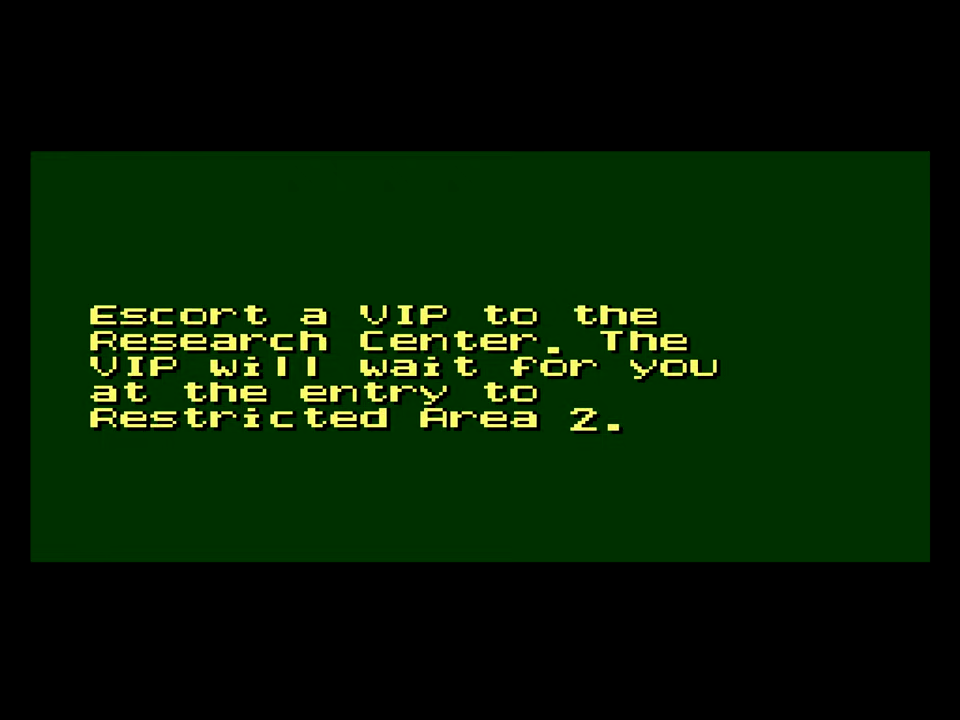 Escort a VIP to the
Research Center. The
VIP will wait for you
at the entry to
Restricted Area 2.